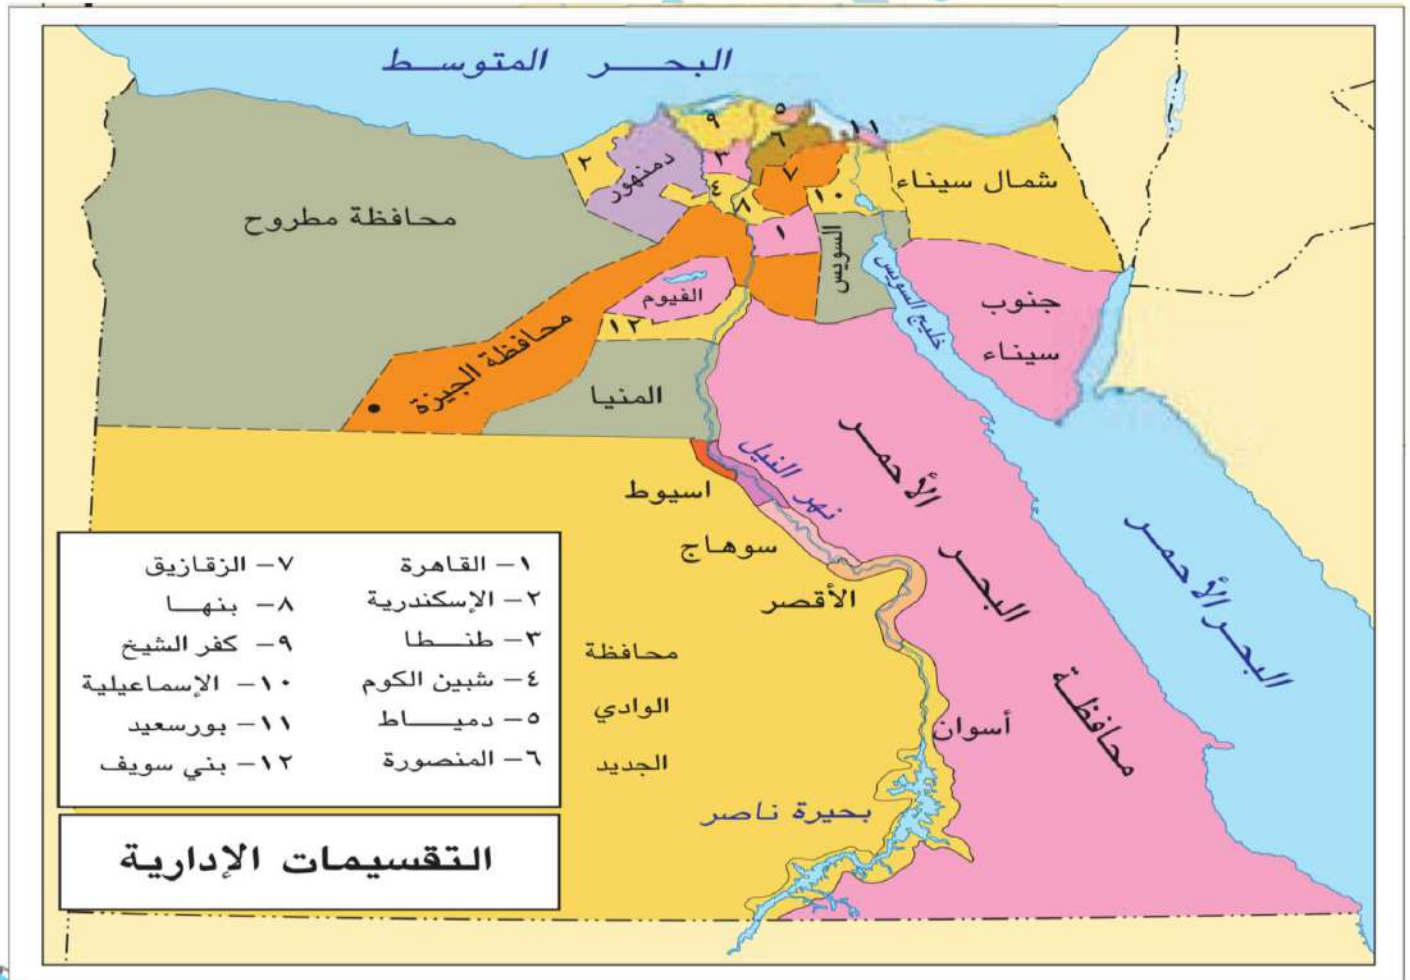 البحر المتوسط
٥
٩
١١
٦
٢
٣
دمنهور
٧
شمال سيناء
٤
١٠
٨
محافظة مطروح
١
السويس
خليج السويس
الفيوم
جنوب
سيناء
١٢
محافظة الجيزة
المنيا
البحر الأحمر
محافظة البحر الأحمر
نهر النيل
اسيوط
سوهاج
الأقصر
محافظة
الوادي
الجديد
أسوان
بحيرة ناصر
١- القاهرة
٢- الإسكندرية
٣- طنطا
٤- شبين الكوم
٥- دمياط
٦- المنصورة
٧- الزقازيق
٨- بنها
٩- كفر الشيخ
١٠- الإسماعيلية
١١- بورسعيد
١٢- بني سويف
التقسيمات الإدارية